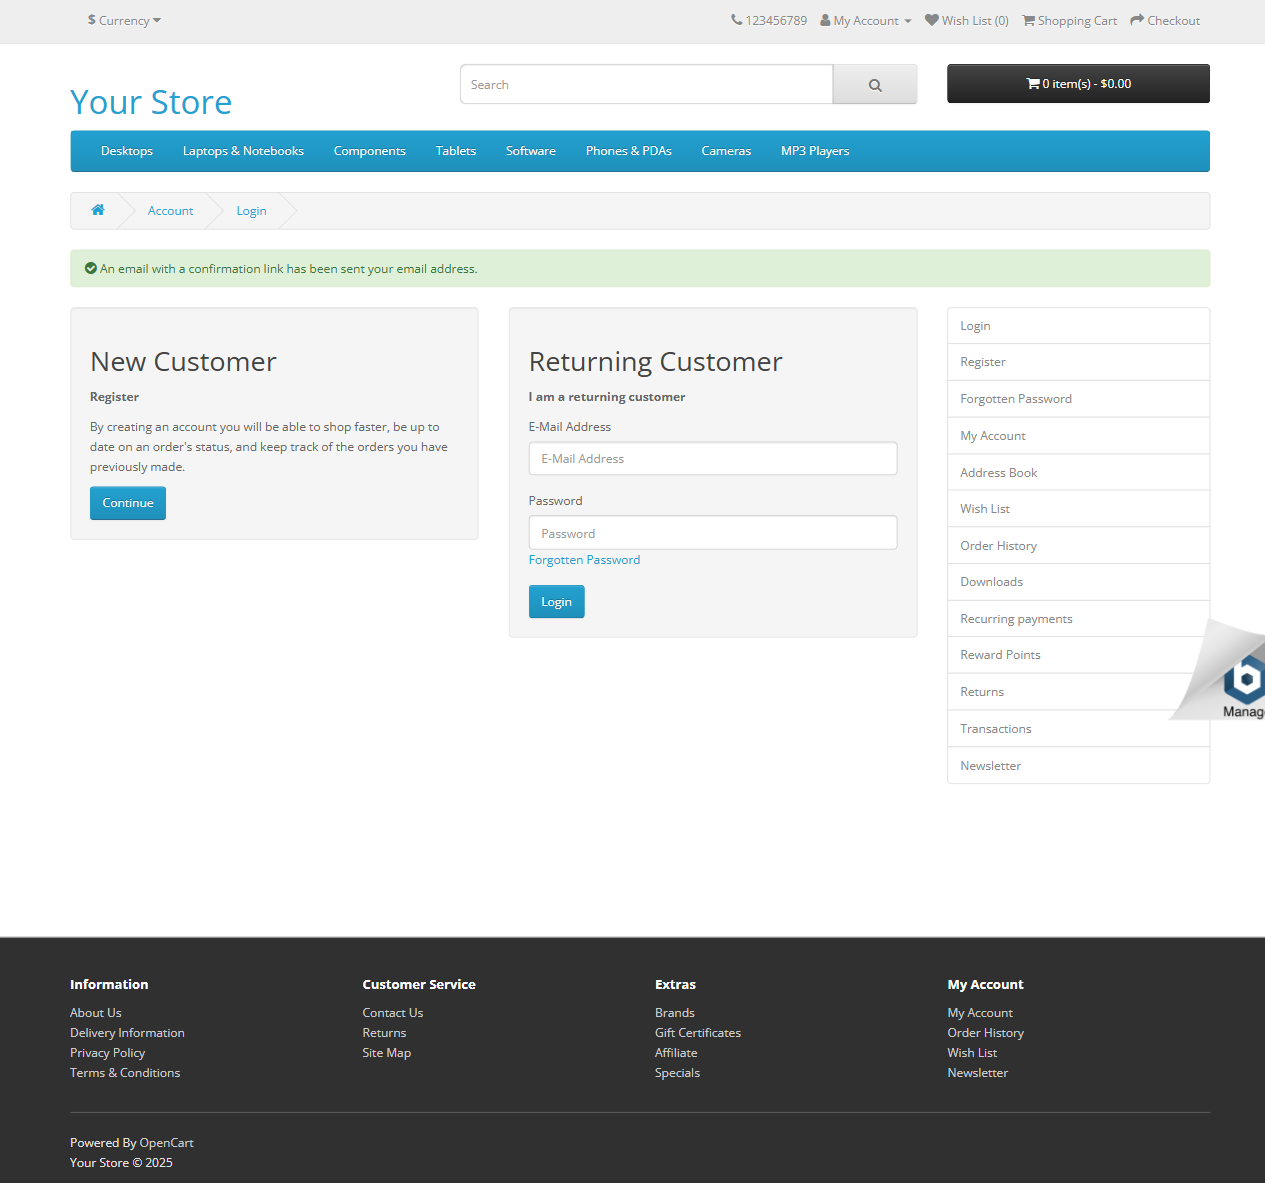 $ Currency
123456789 My Account Wish List (0) Shopping Cart Checkout
Your Store
Search
0 item(s) - $0.00
Desktops Laptops & Notebooks Components Tablets Software Phones & PDAs Cameras MP3 Players
Account Login
An email with a confirmation link has been sent your email address.
New Customer
Register
By creating an account you will be able to shop faster, be up to
date on an order's status, and keep track of the orders you have
previously made.
Continue
Returning Customer
I am a returning customer
E-Mail Address
E-Mail Address
Password
Password
Forgotten Password
Login
Login
Register
Forgotten Password
My Account
Address Book
Wish List
Order History
Downloads
Recurring payments
Reward Points
Returns
Transactions
Newsletter
b
Manag
Information
About Us
Delivery Information
Privacy Policy
Terms & Conditions
Customer Service
Contact Us
Returns
Site Map
Extras
Brands
Gift Certificates
Affiliate
Specials
My Account
My Account
Order History
Wish List
Newsletter
Powered By OpenCart
Your Store © 2025